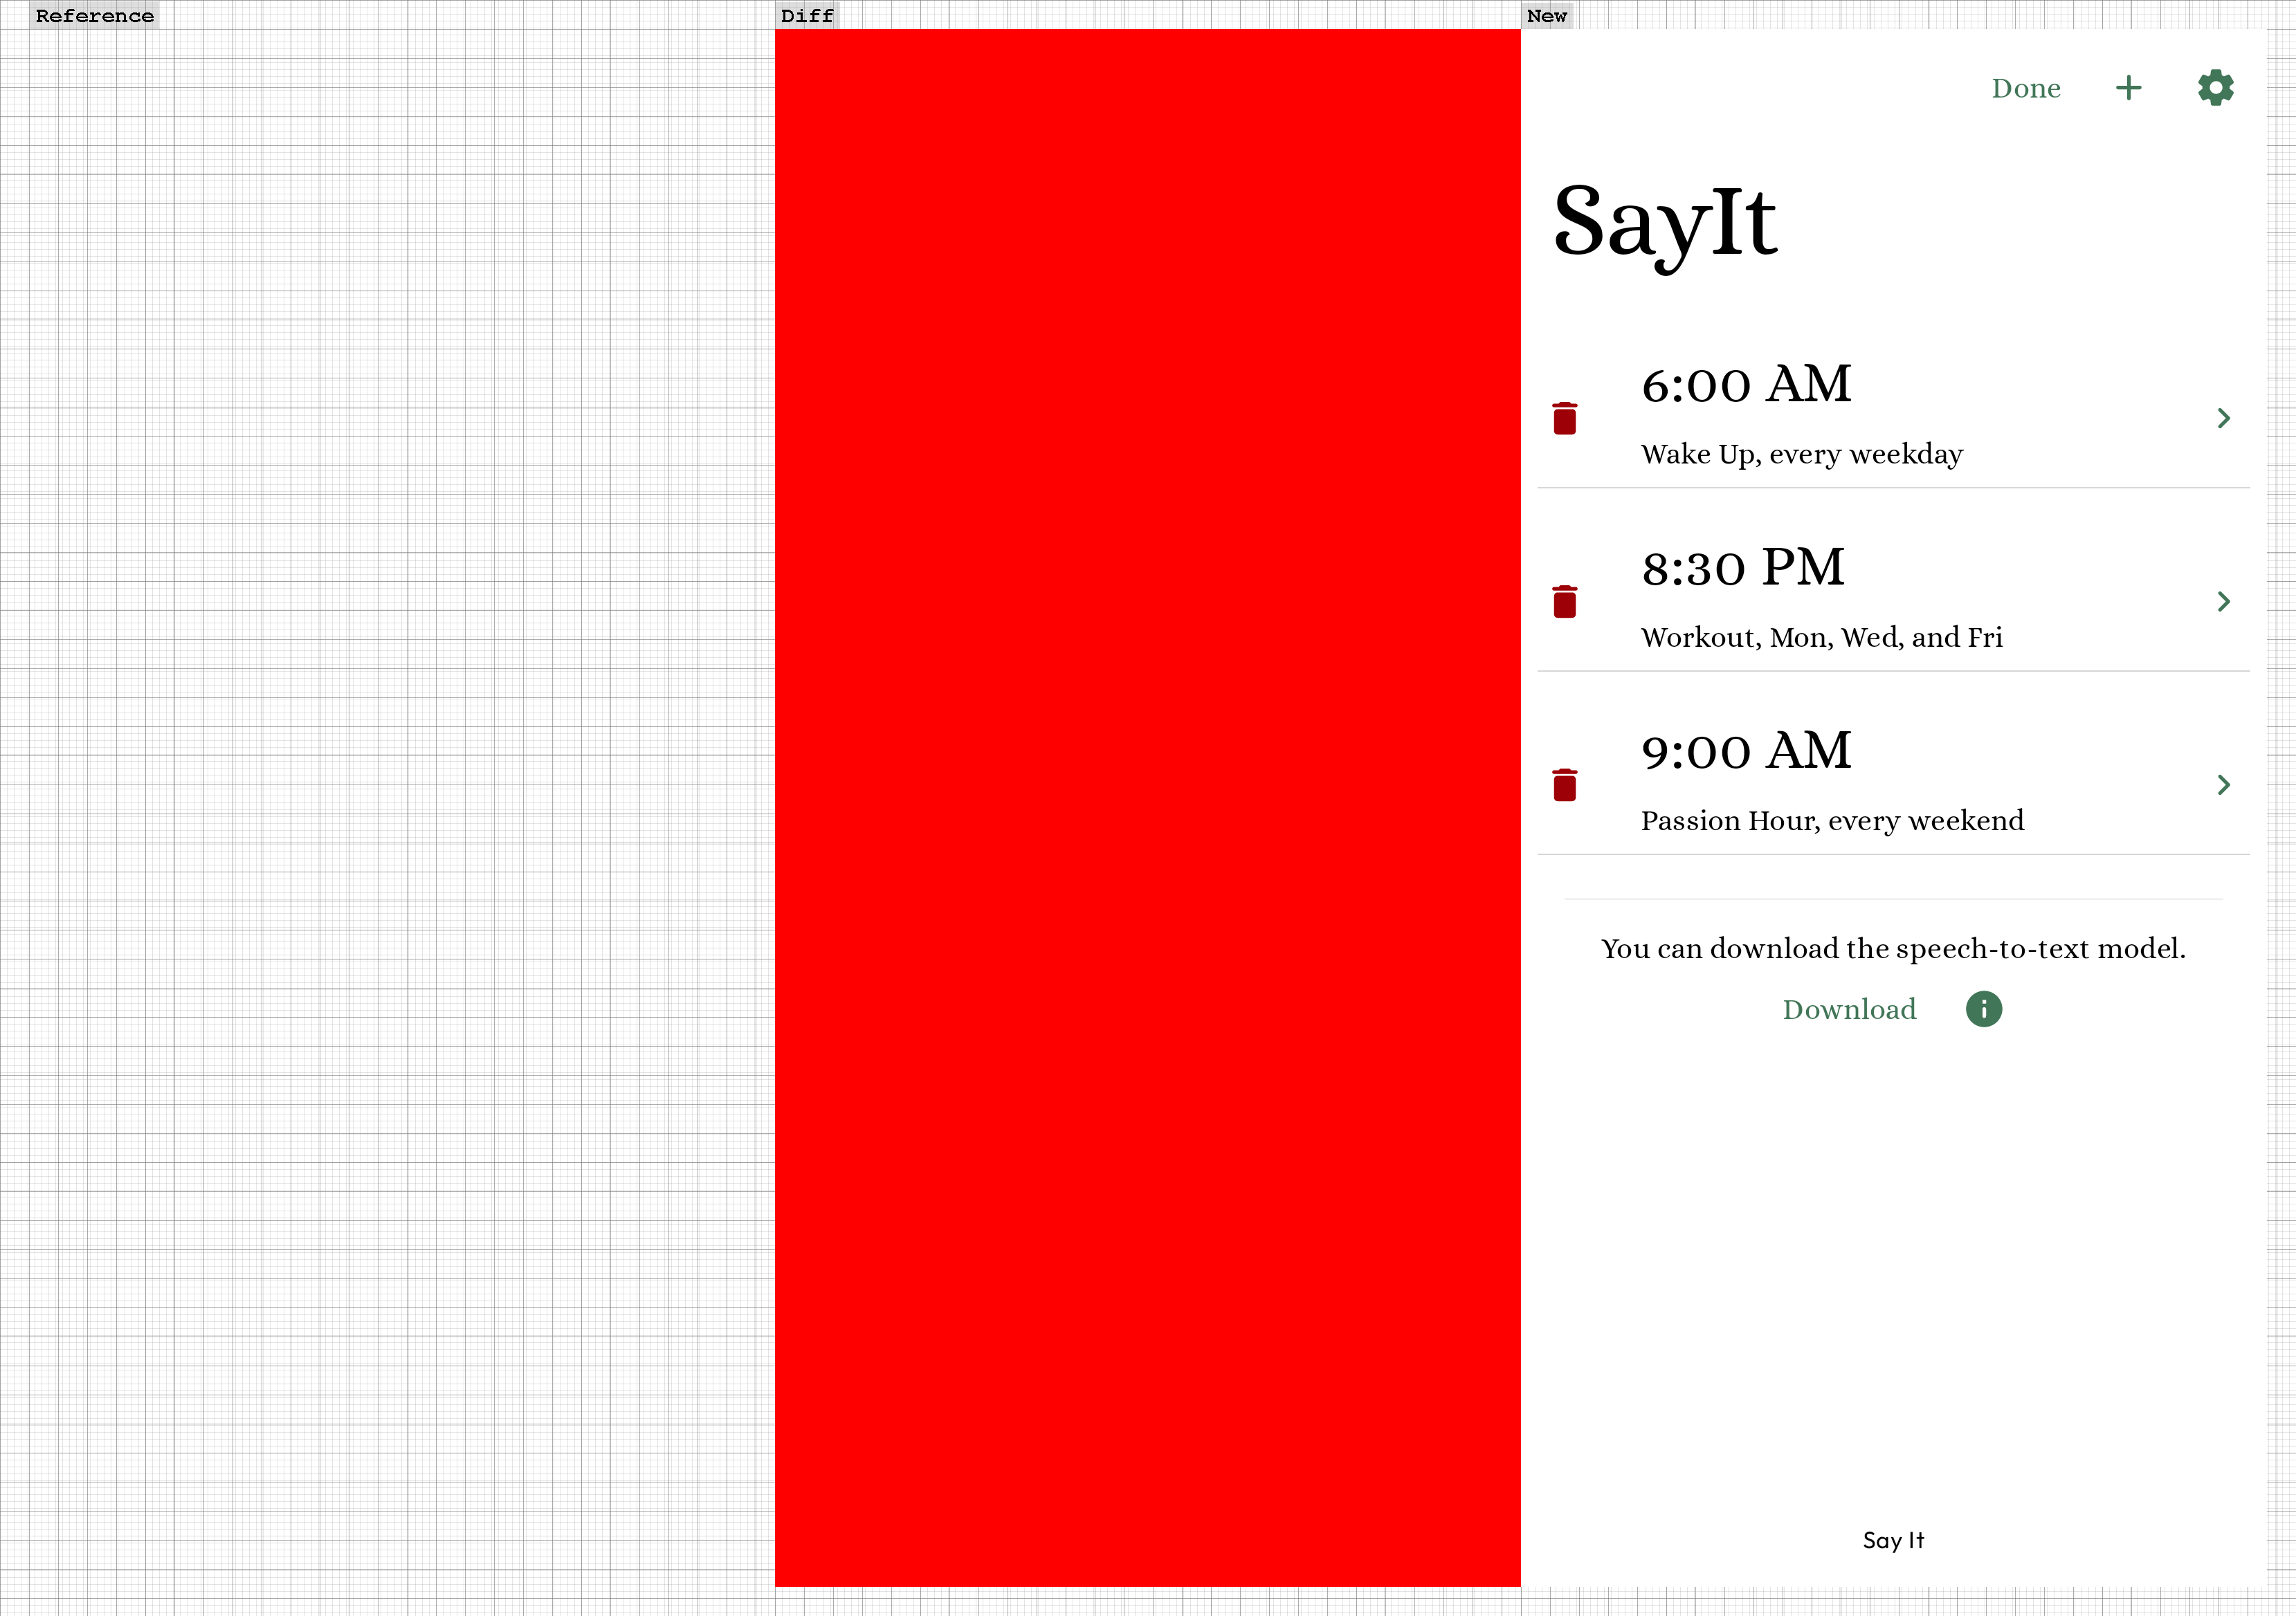 Reference
Diff
New
Done
SayIt
6:00 AM
Wake Up, every weekday
8:30 PM
Workout, Mon, Wed, and Fri
9:00 AM
Passion Hour, every weekend
You can download the speech-to-text model.
Download
Say It